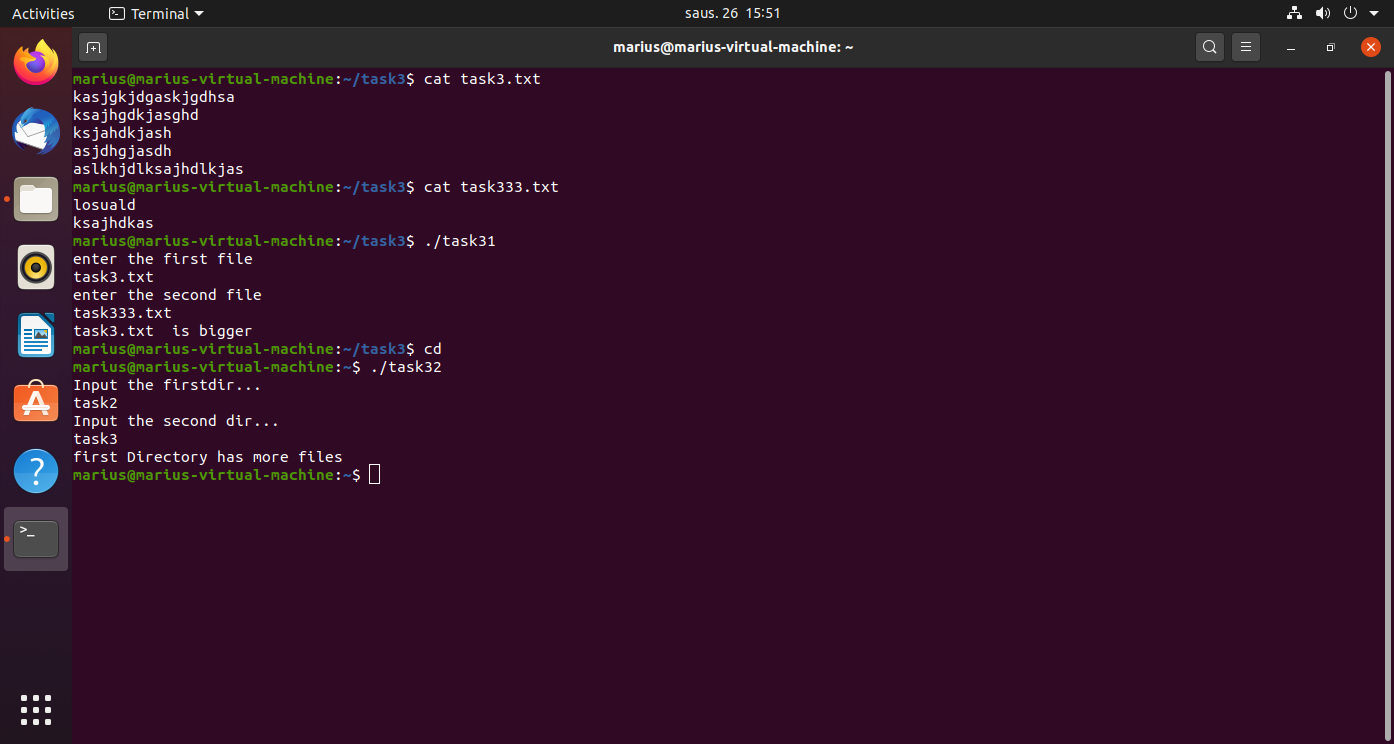 Activities Terminal saus. 26 15:51
marius@marius-virtual-machine: ~
marius@marius-virtual-machine:~/task3$ cat task3.txt
kasjgkjdgaskjgdhsa
ksajhgdkjasghd
ksjahdkjash
asjdhgjasdh
aslkhjdlksajhdlkjas
marius@marius-virtual-machine:~/task3$ cat task333.txt
losuald
ksajhdkas
marius@marius-virtual-machine:~/task3$ ./task31
enter the first file
task3.txt
enter the second file
task333.txt
task3.txt  is bigger
marius@marius-virtual-machine:~/task3$ cd
marius@marius-virtual-machine:~$ ./task32
Input the firstdir...
task2
Input the second dir...
task3
first Directory has more files
marius@marius-virtual-machine:~$